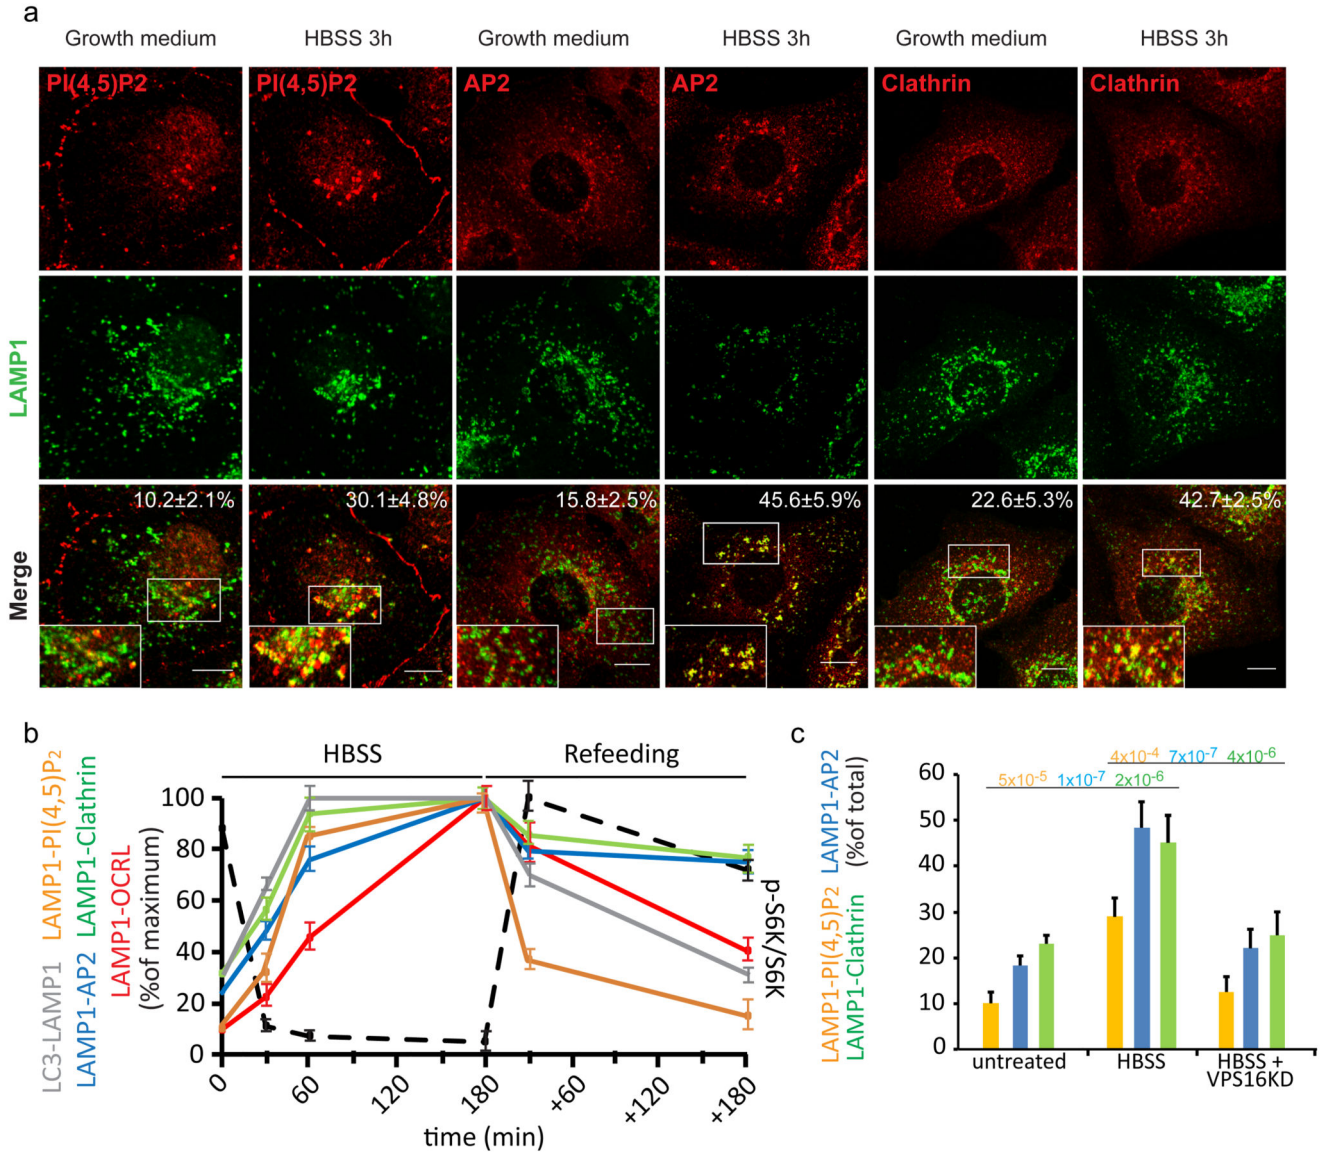 a
Growth medium HBSS 3h Growth medium HBSS 3h Growth medium HBSS 3h
PI(4,5)P2 PI(4,5)P2 AP2 AP2 Clathrin Clathrin
LAMP1
Merge
10.2±2.1% 30.1±4.8% 15.8±2.5% 45.6±5.9% 22.6±5.3% 42.7±2.5%
b
HBSS Refeeding
LC3-LAMP1 LAMP1-PI(4,5)P2
LAMP1-AP2 LAMP1-Clathrin
LAMP1-OCRL
(%of maximum)
100
80
60
40
20
0
p-S6K/S6K
0 60 120 180 +60 +120 +180
time (min)
c
4x10-4 7x10-7 4x10-6
5x10-5 1x10-7 2x10-6
LAMP1-PI(4,5)P2 LAMP1-AP2
LAMP1-Clathrin (%of total)
60
50
40
30
20
10
0
untreated HBSS HBSS +
VPS16KD